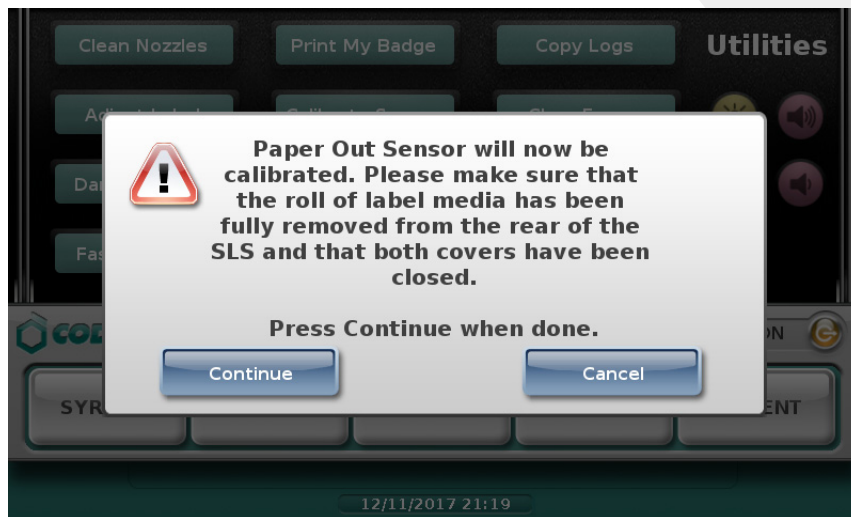 Clean Nozzles
Print My Badge
Copy Logs
Utilities
Paper Out Sensor will now be
calibrated. Please make sure that
the roll of label media has been
fully removed from the rear of the
SLS and that both covers have been
closed.
Press Continue when done.
Continue
Cancel
12/11/2017 21:19